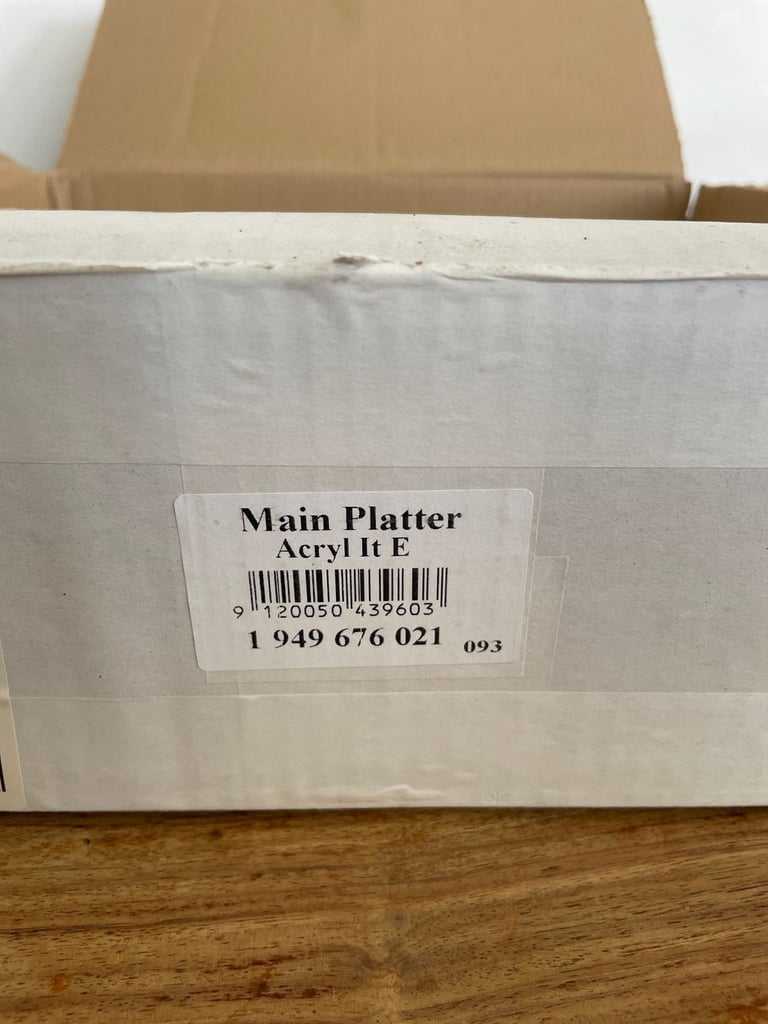 Main Platter
Acryl It E
9 120050 439603
1 949 676 021 093